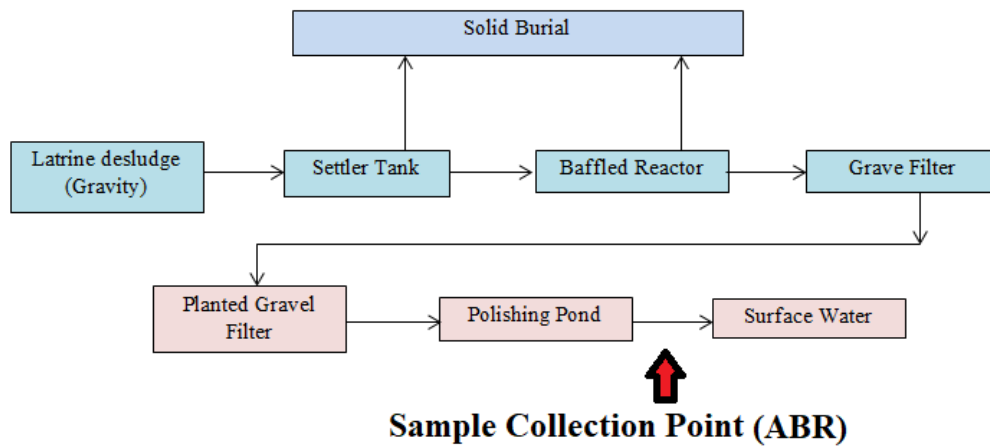 Solid Burial
Latrine desludge
(Gravity)
Settler Tank
Baffled Reactor
Grave Filter
Planted Gravel
Filter
Polishing Pond
Surface Water
Sample Collection Point (ABR)